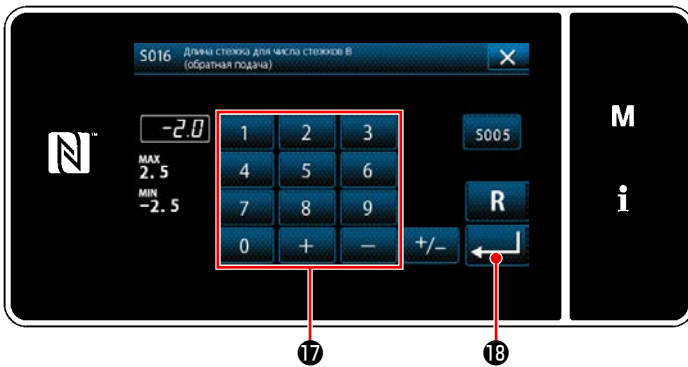 S016 Длина стежка для числа стежков В
(обратная подача)
-2.0
MAX
2.5
MIN
-2.5
1 2 3
4 5 6
7 8 9
0 + − +/−
S005
R
M
i
N
⓱ ⓲